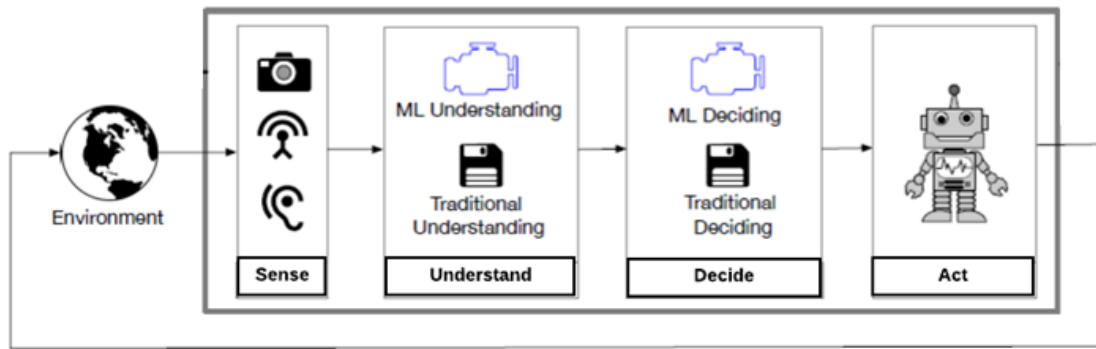 Environment
ML Understanding
Traditional
Understanding
ML Deciding
Traditional
Deciding
Sense
Understand
Decide
Act